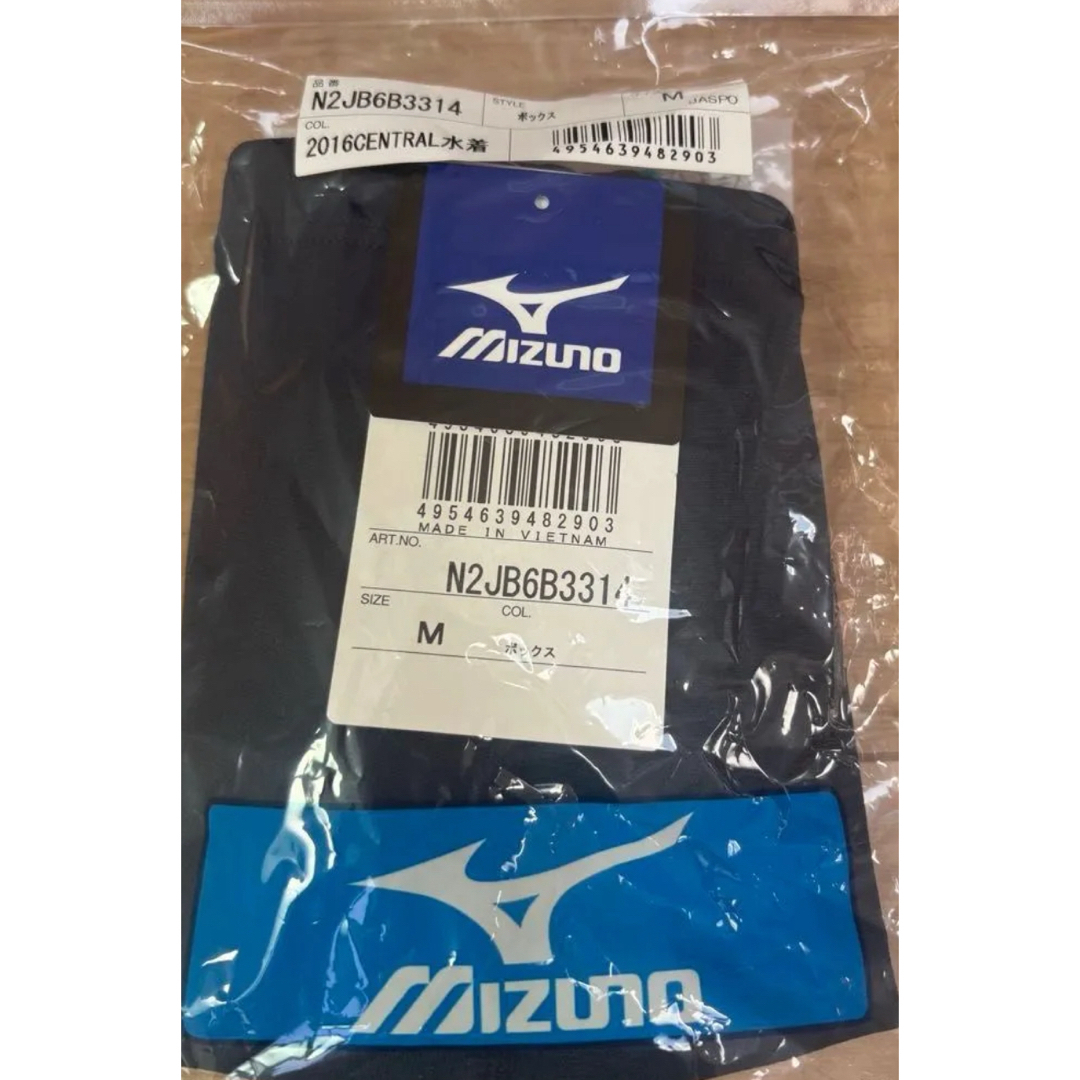 品番
N2JB6B3314
STYLE
ボックス
M JASPO
COL.
2016CENTRAL水着
4954639482903
MIZUNO
4954639482903
4954639482903
MADE IN VIETNAM
ART.NO.
N2JB6B3314
SIZE
COL.
M
ボックス
MIZUNO